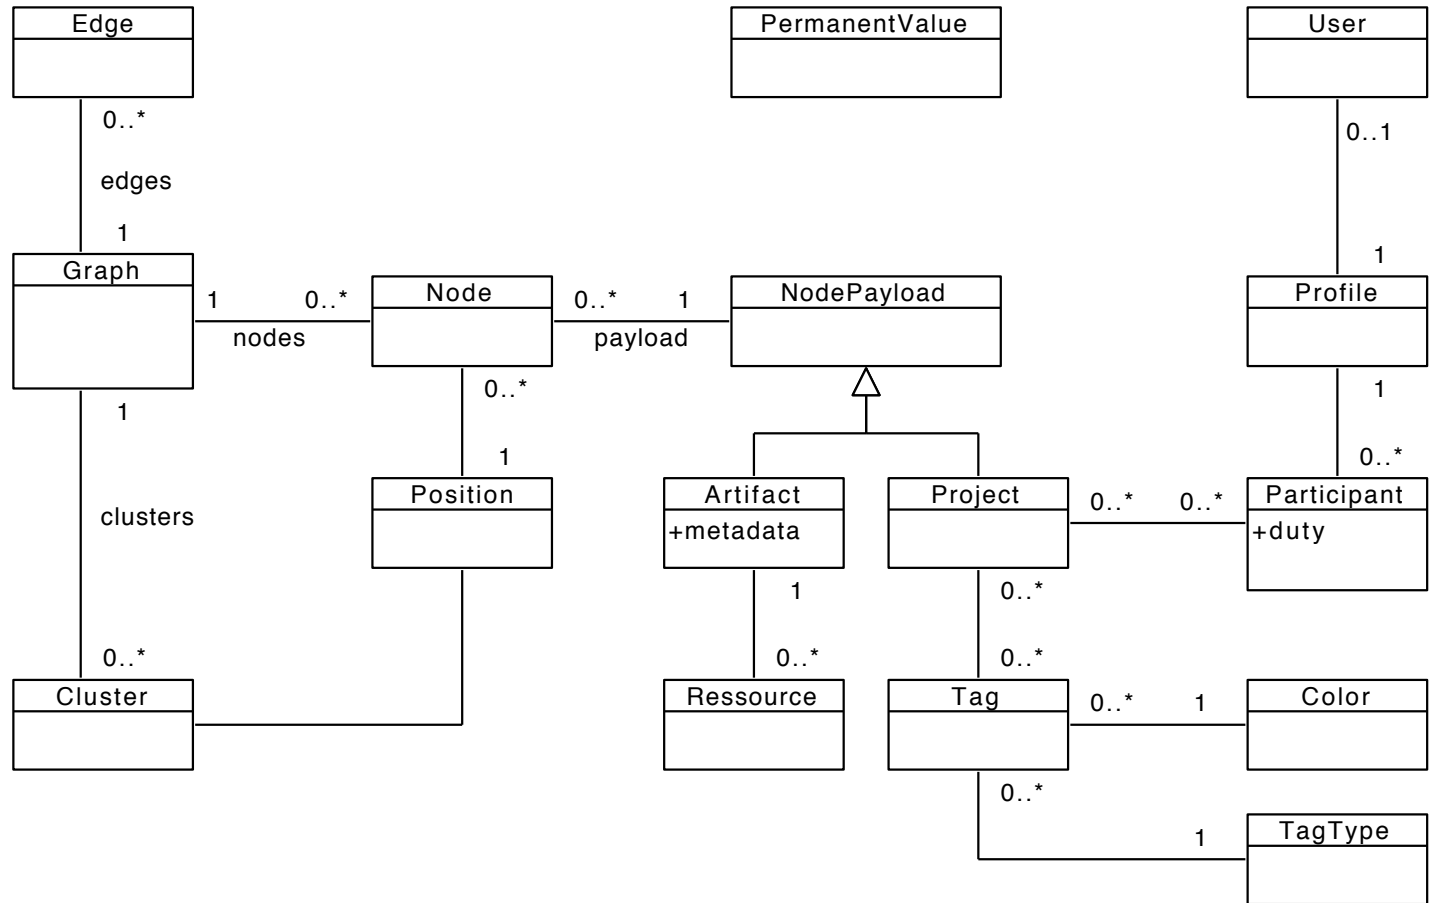 Edge
PermanentValue
User
0..*
0..1
edges
1
1
Graph
Node
NodePayload
Profile
1
0..*
0..*
1
nodes
payload
1
0..*
1
1
0..*
Position
Artifact
Project
Participant
clusters
+metadata
0..*
0..*
+duty
1
0..*
0..*
0..*
0..*
Cluster
Ressource
Tag
Color
0..*
1
0..*
TagType
1